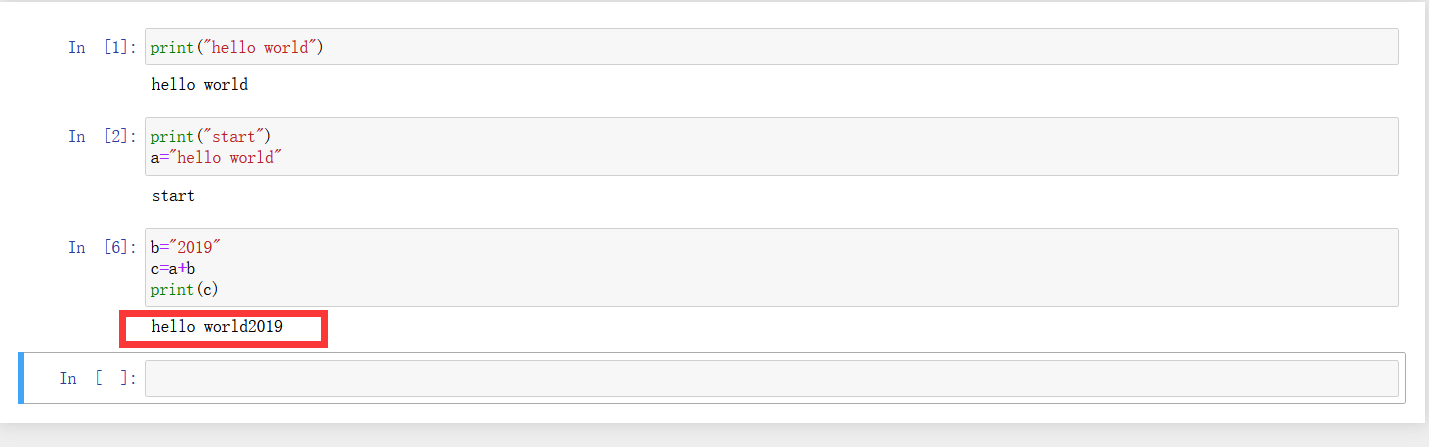 In [1]: print("hello world")
hello world
In [2]: print("start")
a="hello world"
start
In [6]: b="2019"
c=a+b
print(c)
hello world2019
In [ ]: